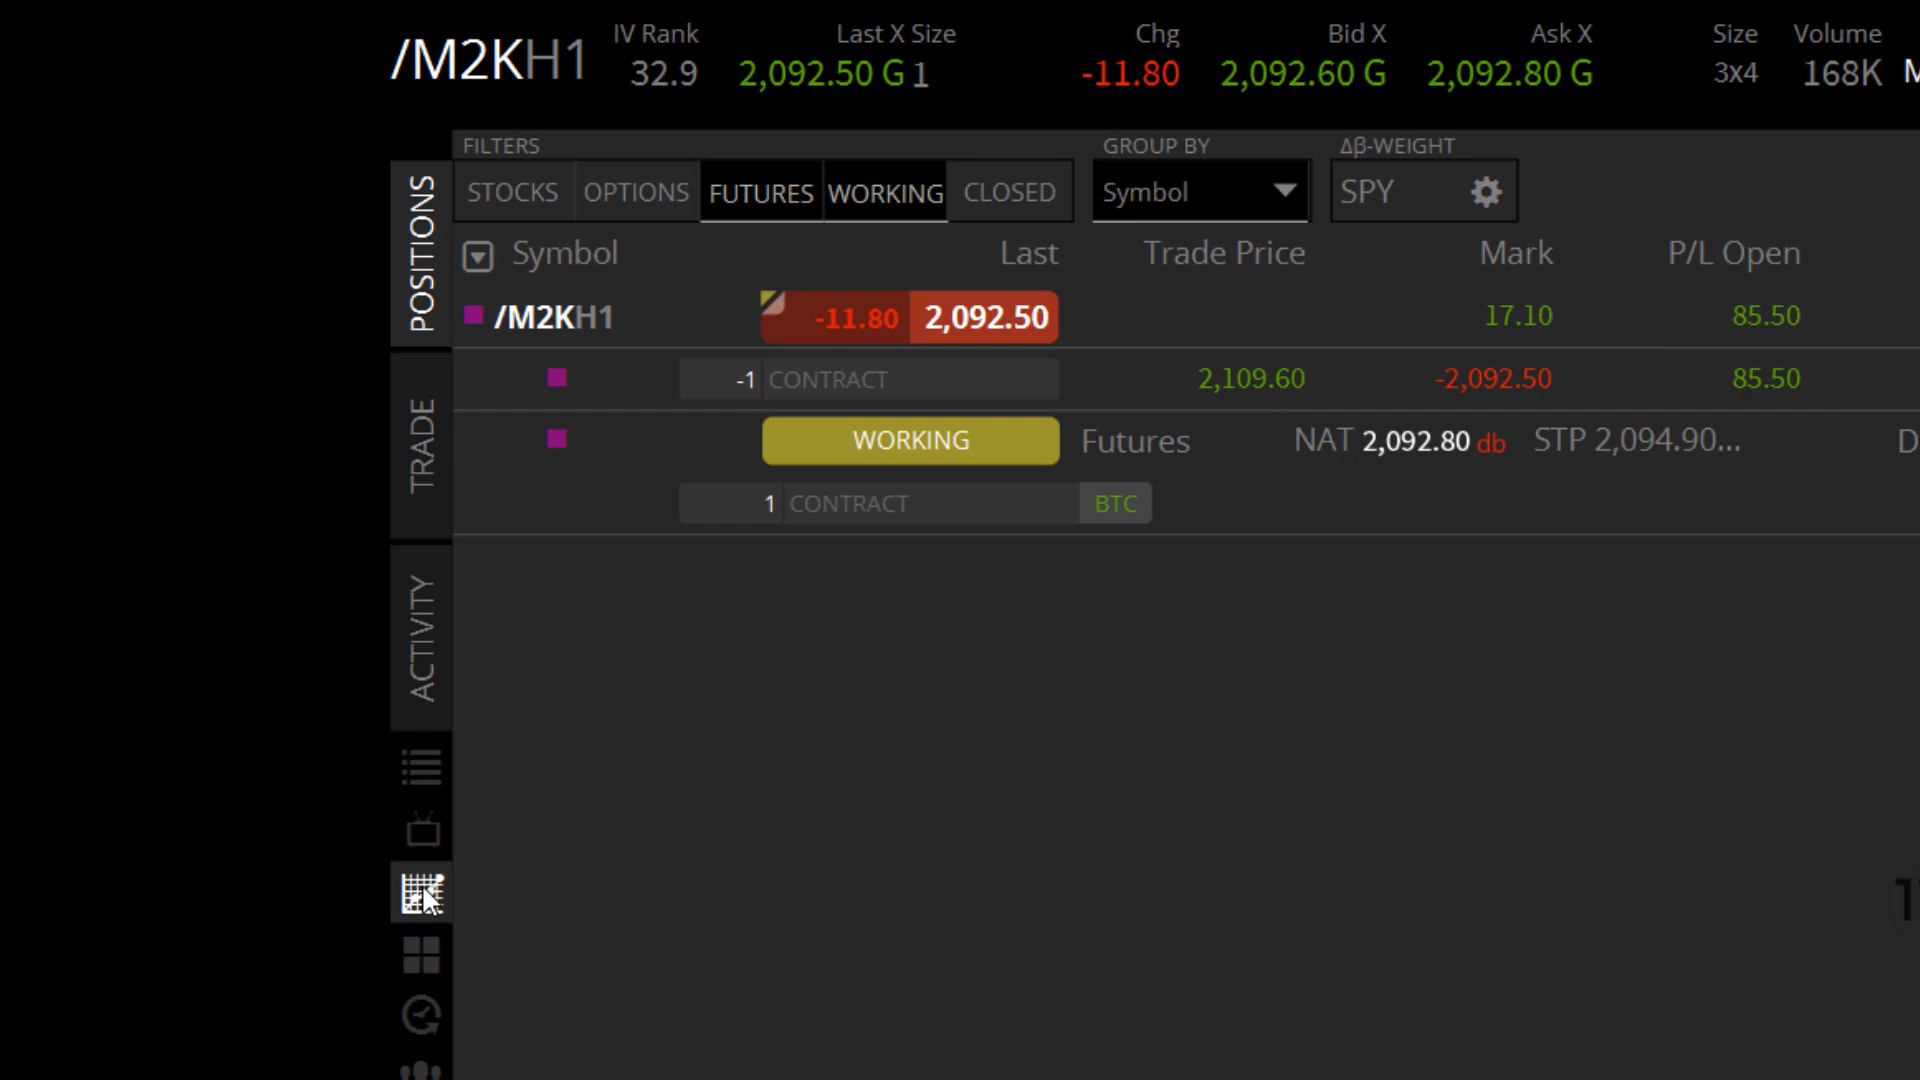 /M2KH1
IV Rank Last X Size Chg Bid X Ask X Size Volume
32.9 2,092.50 G 1 -11.80 2,092.60 G 2,092.80 G 3x4 168K M
FILTERS GROUP BY Δβ-WEIGHT
STOCKS OPTIONS FUTURES WORKING CLOSED Symbol SPY
POSITIONS
Symbol Last Trade Price Mark P/L Open
/M2KH1 -11.80 2,092.50 17.10 85.50
-1 CONTRACT 2,109.60 -2,092.50 85.50
TRADE
WORKING Futures NAT 2,092.80 db STP 2,094.90... D
1 CONTRACT BTC
ACTIVITY